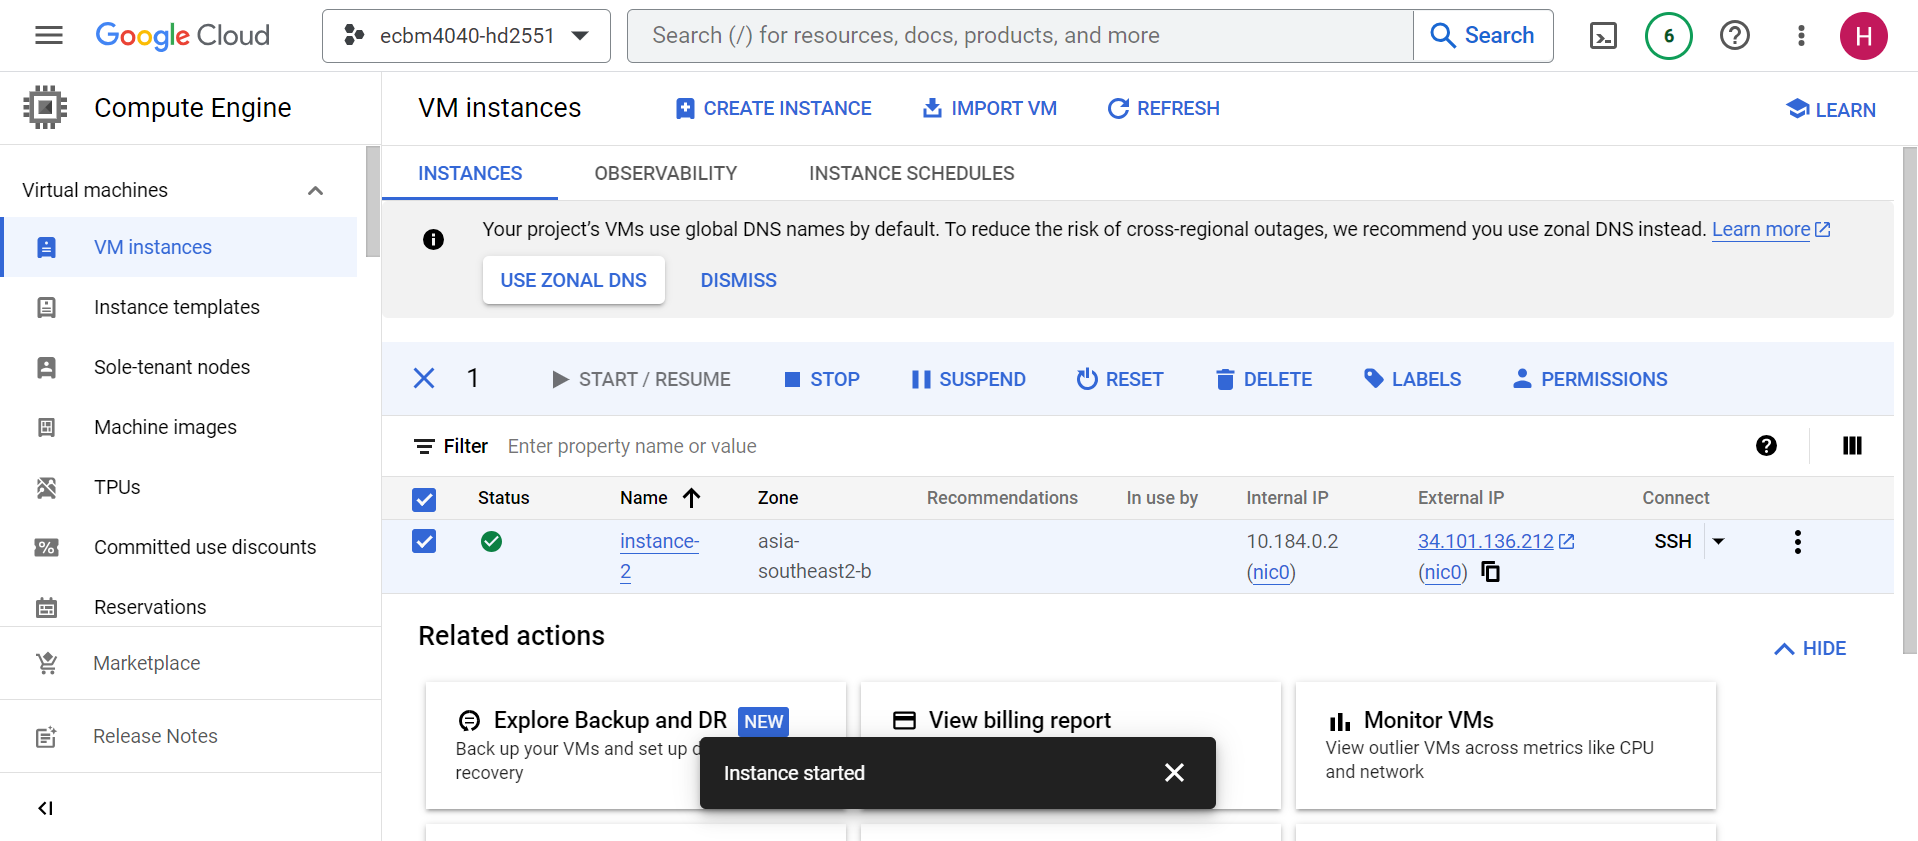 Google Cloud
ecbm4040-hd2551
Search (/) for resources, docs, products, and more
Search
6
H
Compute Engine
VM instances
CREATE INSTANCE
IMPORT VM
REFRESH
LEARN
Virtual machines
VM instances
Instance templates
Sole-tenant nodes
Machine images
TPUs
Committed use discounts
Reservations
Marketplace
Release Notes
INSTANCES
OBSERVABILITY
INSTANCE SCHEDULES
Your project’s VMs use global DNS names by default. To reduce the risk of cross-regional outages, we recommend you use zonal DNS instead. Learn more
USE ZONAL DNS
DISMISS
1
START / RESUME
STOP
SUSPEND
RESET
DELETE
LABELS
PERMISSIONS
Filter
Enter property name or value
Status
Name
Zone
Recommendations
In use by
Internal IP
External IP
Connect
instance-
2
asia-
southeast2-b
10.184.0.2
(nic0)
34.101.136.212
(nic0)
SSH
Related actions
HIDE
Explore Backup and DR
NEW
Back up your VMs and set up
recovery
View billing report
Monitor VMs
View outlier VMs across metrics like CPU
and network
Instance started